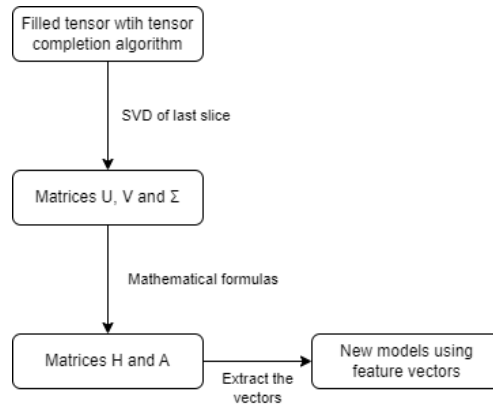 Filled tensor wtih tensor
completion algorithm
SVD of last slice
Matrices U, V and Σ
Mathematical formulas
Matrices H and A
Extract the
vectors
New models using
feature vectors